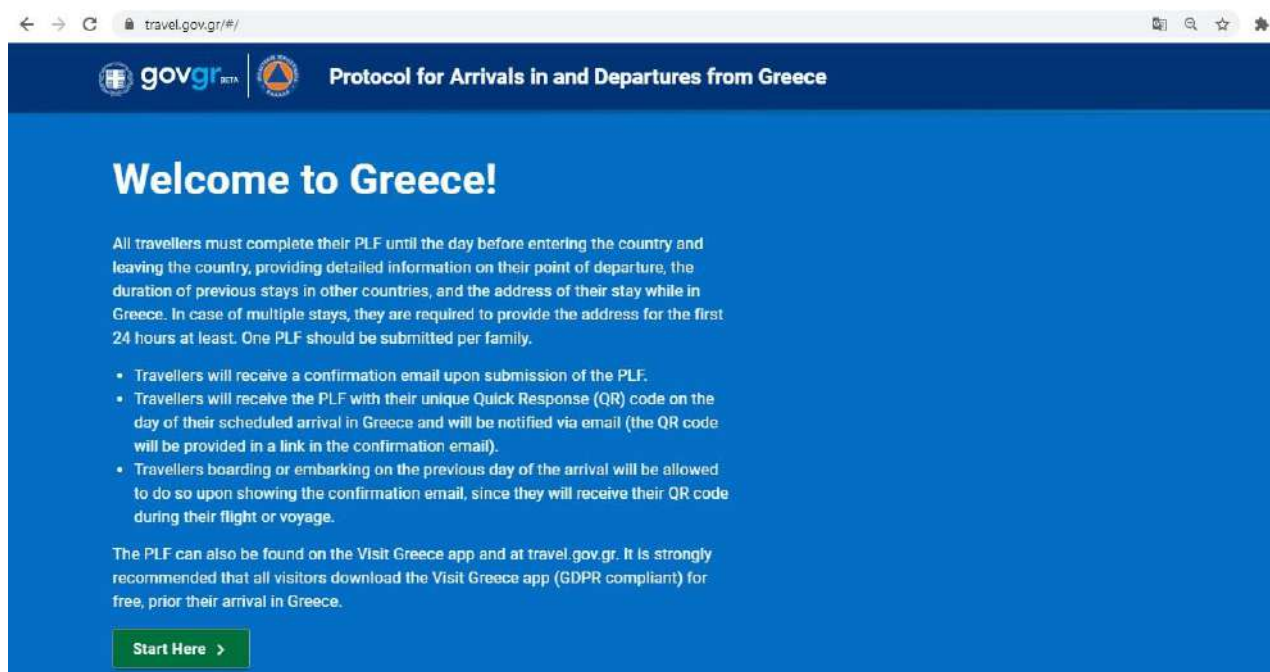 travel.gov.gr/#/
govgr BETA
Protocol for Arrivals in and Departures from Greece
Welcome to Greece!
All travellers must complete their PLF until the day before entering the country and
leaving the country, providing detailed information on their point of departure, the
duration of previous stays in other countries, and the address of their stay while in
Greece. In case of multiple stays, they are required to provide the address for the first
24 hours at least. One PLF should be submitted per family.
• Travellers will receive a confirmation email upon submission of the PLF.
• Travellers will receive the PLF with their unique Quick Response (QR) code on the
day of their scheduled arrival in Greece and will be notified via email (the QR code
will be provided in a link in the confirmation email).
• Travellers boarding or embarking on the previous day of the arrival will be allowed
to do so upon showing the confirmation email, since they will receive their QR code
during their flight or voyage.
The PLF can also be found on the Visit Greece app and at travel.gov.gr. It is strongly
recommended that all visitors download the Visit Greece app (GDPR compliant) for
free, prior their arrival in Greece.
Start Here >